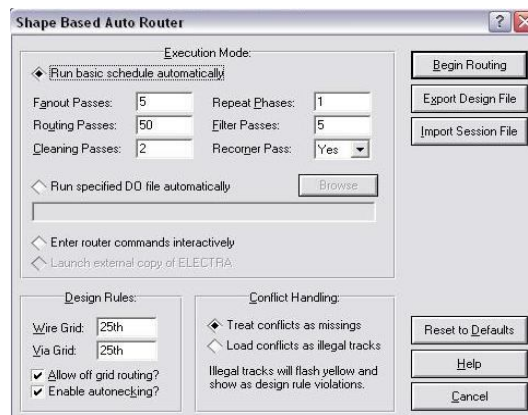 Shape Based Auto Router
Execution Mode:
Run basic schedule automatically
Fanout Passes: 5 Repeat Phases: 1
Routing Passes: 50 Filter Passes: 5
Cleaning Passes: 2 Recorner Pass: Yes
Run specified DO file automatically Browse
Enter router commands interactively
Launch external copy of ELECTRA
Design Rules:
Wire Grid: 25th
Via Grid: 25th
Allow off grid routing?
Enable autonecking?
Conflict Handling:
Treat conflicts as missings
Load conflicts as illegal tracks
Illegal tracks will flash yellow and
show as design rule violations.
Begin Routing
Export Design File
Import Session File
Reset to Defaults
Help
Cancel